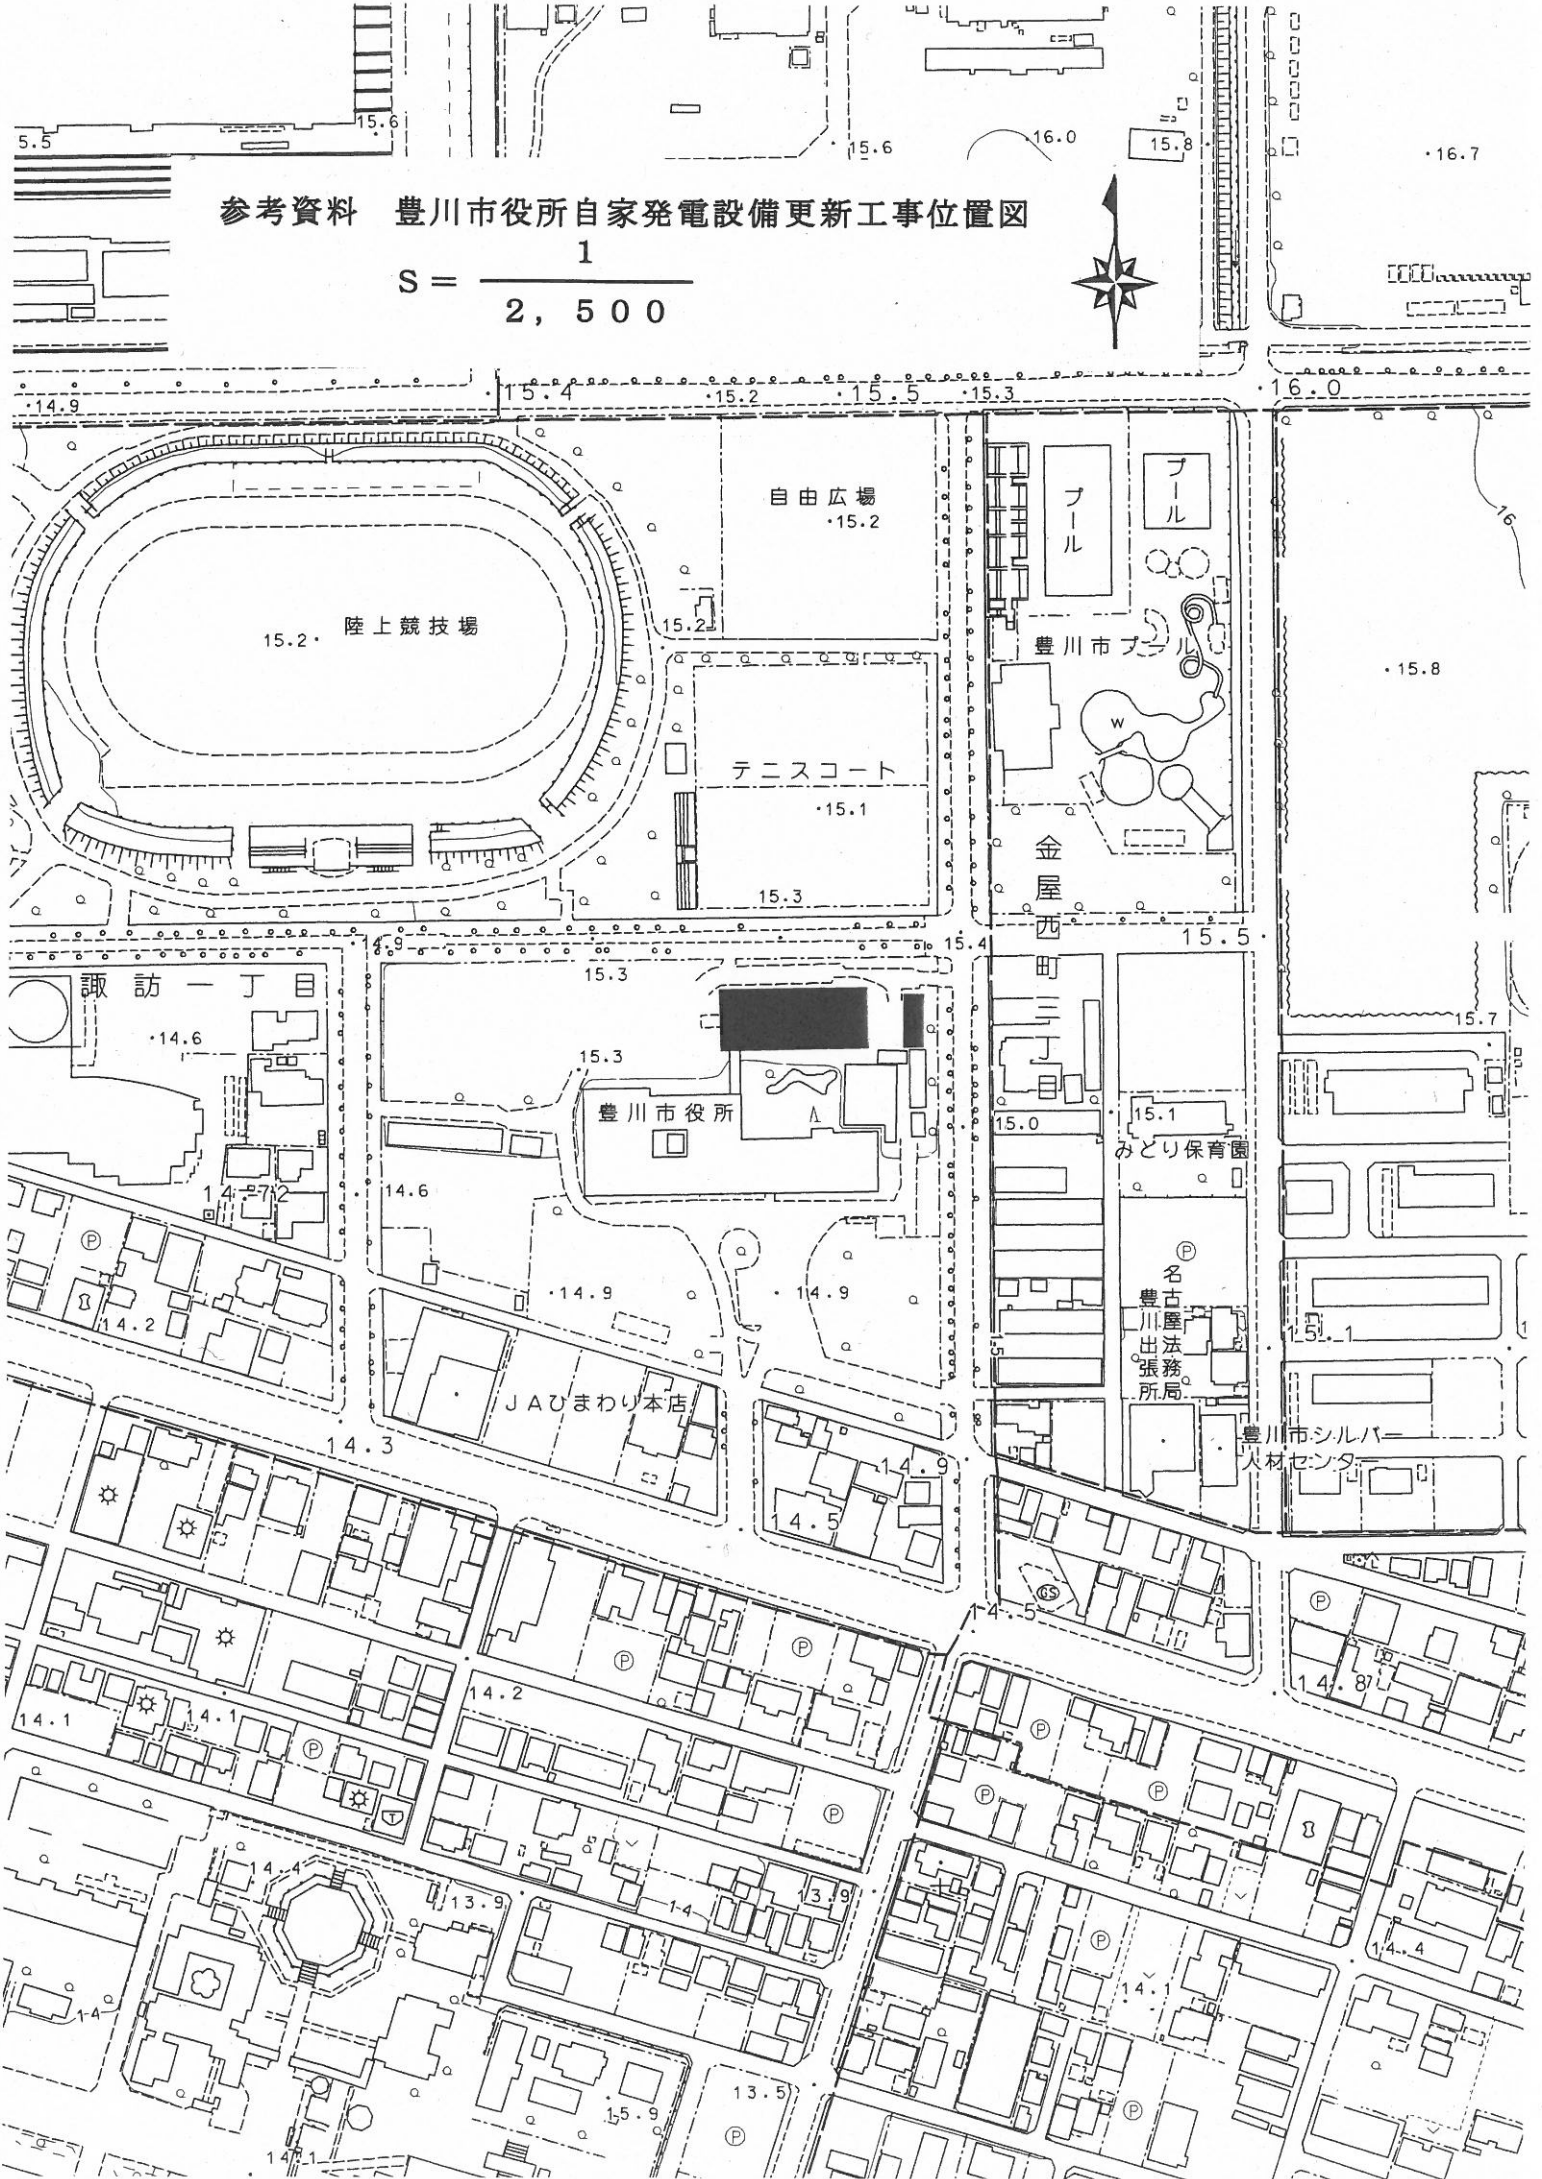 5.5
15.6
15.6
16.0
15.8
16.7
参考資料 豊川市役所自家発電設備更新工事位置図
S = 1
2,500
14.9
15.4
15.2
15.5
15.3
16.0
自由広場
15.2
プール
プール
16
15.2
陸上競技場
15.2
豊川市プール
15.8
W
テニスコート
15.1
15.3
金屋西町三丁目
14.9
15.4
15.5
諏訪一丁目
15.3
14.6
15.7
15.3
豊川市役所
15.0
15.1
みどり保育園
14.6
P
P
14.9
14.9
名古屋法務局
豊川出張所
14.2
15.1
JAひまわり本店
14.3
14.9
豊川市シルバー
人材センター
14.5
GS
14.5
P
P
P
14.2
14.8
14.1
14.1
P
P
P
P
P
T
14.4
13.9
14
13.9
P
14.4
14.1
14
13.5
15.9
P
P
14.1